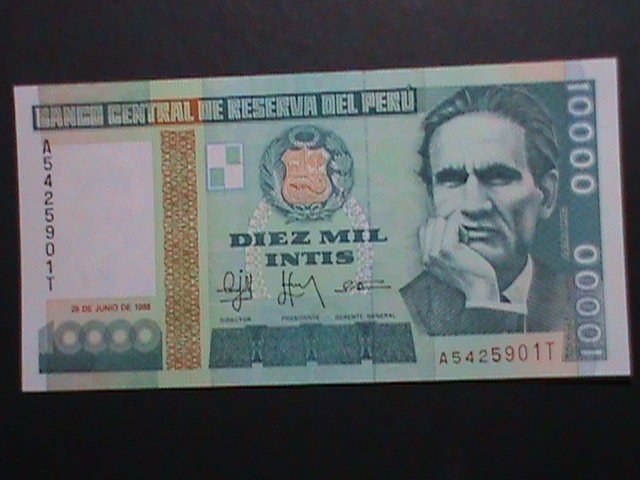 BANCO CENTRAL DE RESERVA DEL PERÚ
A5425901T
10000
DIEZ MIL
INTIS
28 DE JUNIO DE 1988
DIRECTOR PRESIDENTE GERENTE GENERAL
10000
10000
A5425901T